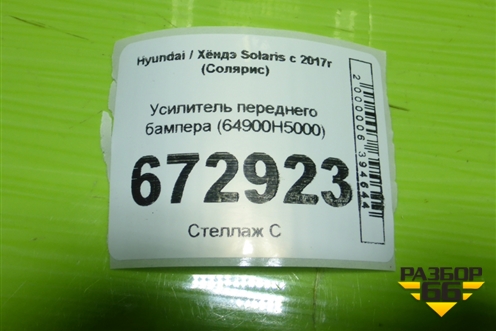 Hyundai / Хёндэ Solaris с 2017г
(Солярис)
Усилитель переднего
бампера (64900H5000)
672923
Стеллаж С
2000006394644
РАЗБОР
66